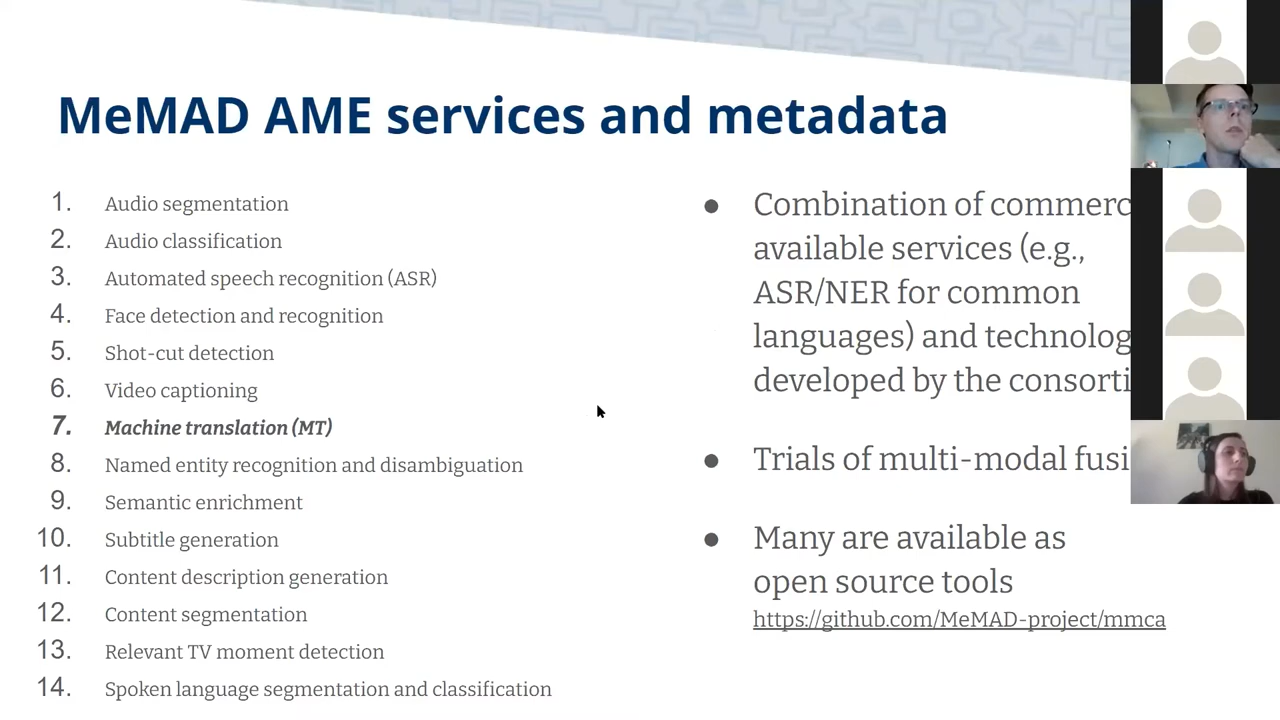 MeMAD AME services and metadata
1. Audio segmentation
2. Audio classification
3. Automated speech recognition (ASR)
4. Face detection and recognition
5. Shot-cut detection
6. Video captioning
7. Machine translation (MT)
8. Named entity recognition and disambiguation
9. Semantic enrichment
10. Subtitle generation
11. Content description generation
12. Content segmentation
13. Relevant TV moment detection
14. Spoken language segmentation and classification
● Combination of commerc
available services (e.g.,
ASR/NER for common
languages) and technolog
developed by the consorti
● Trials of multi-modal fusi
● Many are available as
open source tools
https://github.com/MeMAD-project/mmca